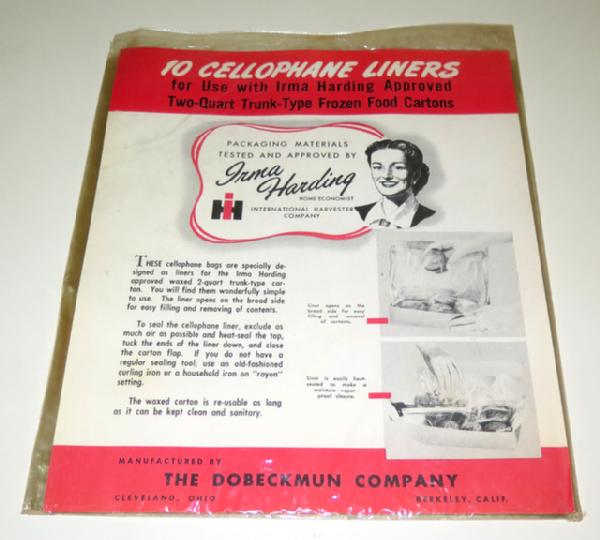 10 CELLOPHANE LINERS
for Use with Irma Harding Approved
Two-Quart Trunk-Type Frozen Food Cartons
PACKAGING MATERIALS
TESTED AND APPROVED BY
Irma Harding
HOME ECONOMIST
IH INTERNATIONAL HARVESTER
COMPANY
THESE cellophane bags are specially de-
signed as liners for the Irma Harding
approved waxed 2-quart trunk-type car-
ton. You will find them wonderfully simple
to use. The liner opens on the broad side
for easy filling and removing of contents.
Liner opens on the
broad side for easy
filling and removal
of contents.
To seal the cellophane liner, exclude as
much air as possible and heat-seal the top,
tuck the ends of the liner down, and close
the carton flap. If you do not have a
regular sealing tool, use an old-fashioned
curling iron or a household iron on "rayon"
setting.
Liner is easily heat-
sealed to make a
moisture-vapor-
proof closure.
The waxed carton is re-usable as long
as it can be kept clean and sanitary.
MANUFACTURED BY
THE DOBECKMUN COMPANY
CLEVELAND, OHIO BERKELEY, CALIF.